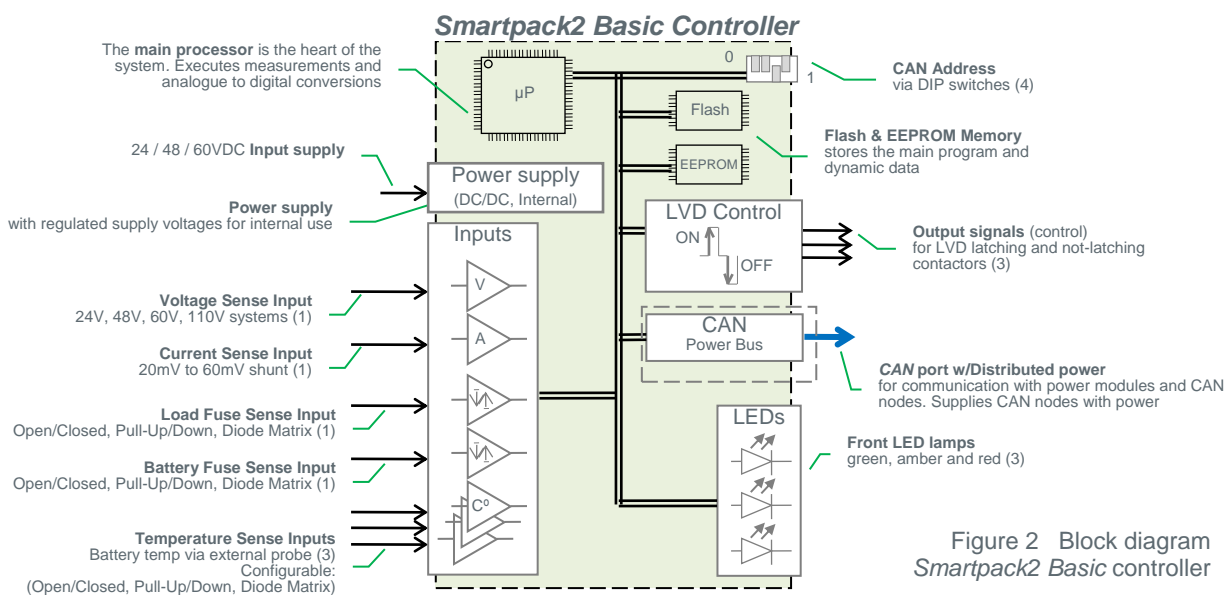 Smartpack2 Basic Controller
The main processor is the heart of the
system. Executes measurements and
analogue to digital conversions
µP
0
1
CAN Address
via DIP switches (4)
Flash
EEPROM
Flash & EEPROM Memory
stores the main program and
dynamic data
24 / 48 / 60VDC Input supply
Power supply
(DC/DC, Internal)
Power supply
with regulated supply voltages for internal use
LVD Control
ON
OFF
Output signals (control)
for LVD latching and not-latching
contactors (3)
Inputs
V
A
Cº
Voltage Sense Input
24V, 48V, 60V, 110V systems (1)
Current Sense Input
20mV to 60mV shunt (1)
Load Fuse Sense Input
Open/Closed, Pull-Up/Down, Diode Matrix (1)
Battery Fuse Sense Input
Open/Closed, Pull-Up/Down, Diode Matrix (1)
Temperature Sense Inputs
Battery temp via external probe (3)
Configurable:
(Open/Closed, Pull-Up/Down, Diode Matrix)
CAN
Power Bus
CAN port w/Distributed power
for communication with power modules and CAN
nodes. Supplies CAN nodes with power
LEDs
Front LED lamps
green, amber and red (3)
Figure 2 Block diagram
Smartpack2 Basic controller